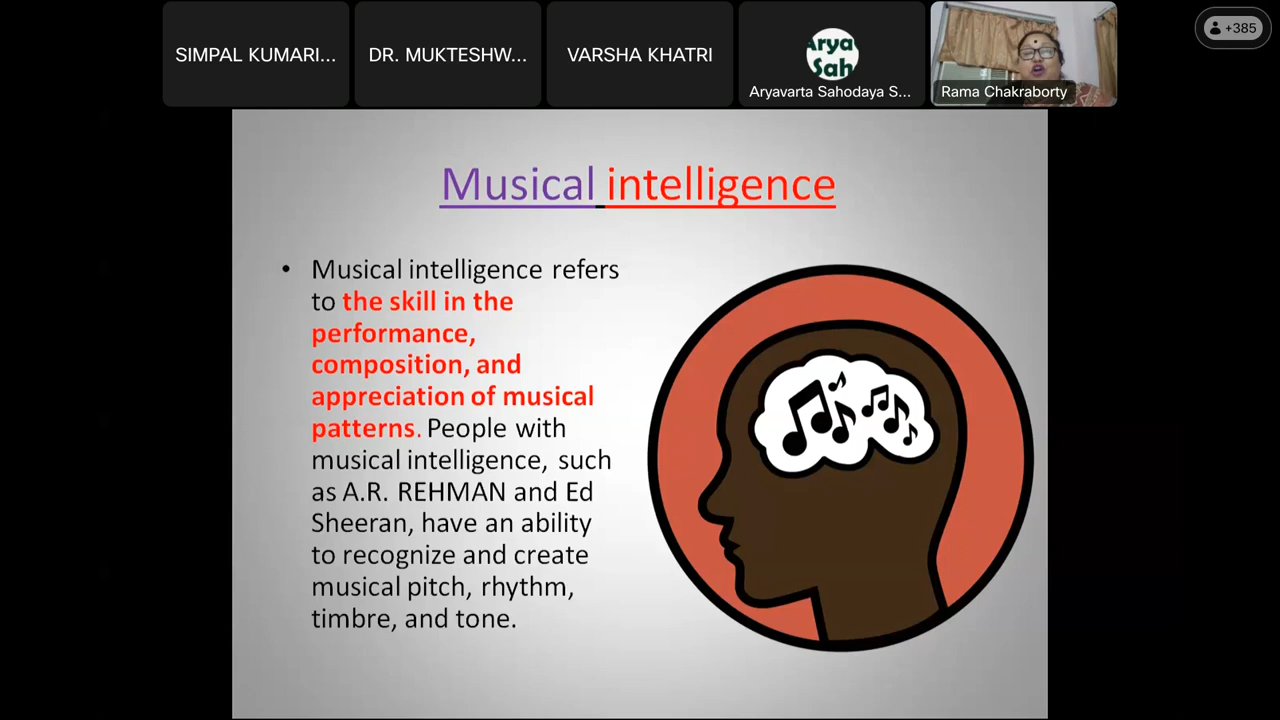 SIMPAL KUMARI...
DR. MUKTESHW...
VARSHA KHATRI
Arya
Sah
Aryavarta Sahodaya S...
Rama Chakraborty
+385
Musical intelligence
• Musical intelligence refers
to the skill in the
performance,
composition, and
appreciation of musical
patterns. People with
musical intelligence, such
as A.R. REHMAN and Ed
Sheeran, have an ability
to recognize and create
musical pitch, rhythm,
timbre, and tone.